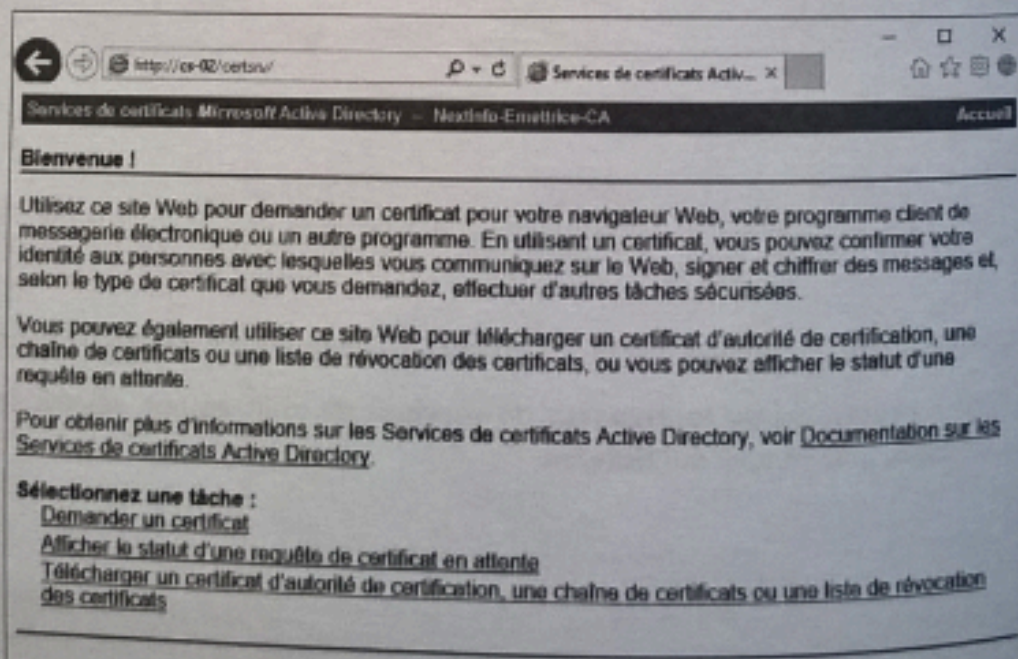 http://cs-02/certsrv/
Services de certificats Activ... ×
Services de certificats Microsoft Active Directory -- NextInfo-Emettrice-CA
Accueil
Bienvenue !
Utilisez ce site Web pour demander un certificat pour votre navigateur Web, votre programme client de
messagerie électronique ou un autre programme. En utilisant un certificat, vous pouvez confirmer votre
identité aux personnes avec lesquelles vous communiquez sur le Web, signer et chiffrer des messages et,
selon le type de certificat que vous demandez, effectuer d'autres tâches sécurisées.
Vous pouvez également utiliser ce site Web pour télécharger un certificat d'autorité de certification, une
chaîne de certificats ou une liste de révocation des certificats, ou vous pouvez afficher le statut d'une
requête en attente.
Pour obtenir plus d'informations sur les Services de certificats Active Directory, voir Documentation sur les
Services de certificats Active Directory.
Sélectionnez une tâche :
Demander un certificat
Afficher le statut d'une requête de certificat en attente
Télécharger un certificat d'autorité de certification, une chaîne de certificats ou une liste de révocation
des certificats